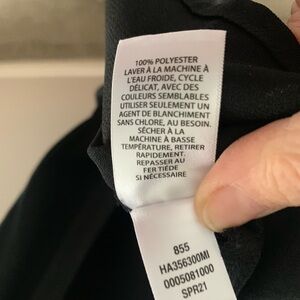 100% POLYESTER
LAVER À LA MACHINE À
L'EAU FROIDE, CYCLE
DÉLICAT, AVEC DES
COULEURS SEMBLABLES
UTILISER SEULEMENT UN
AGENT DE BLANCHIMENT
SANS CHLORE, AU BESOIN.
SÉCHER À LA
MACHINE À BASSE
TEMPÉRATURE, RETIRER
RAPIDEMENT.
REPASSER AU
FER TIÈDE
SI NÉCESSAIRE
855
HA356300MI
0005081000
SPR21